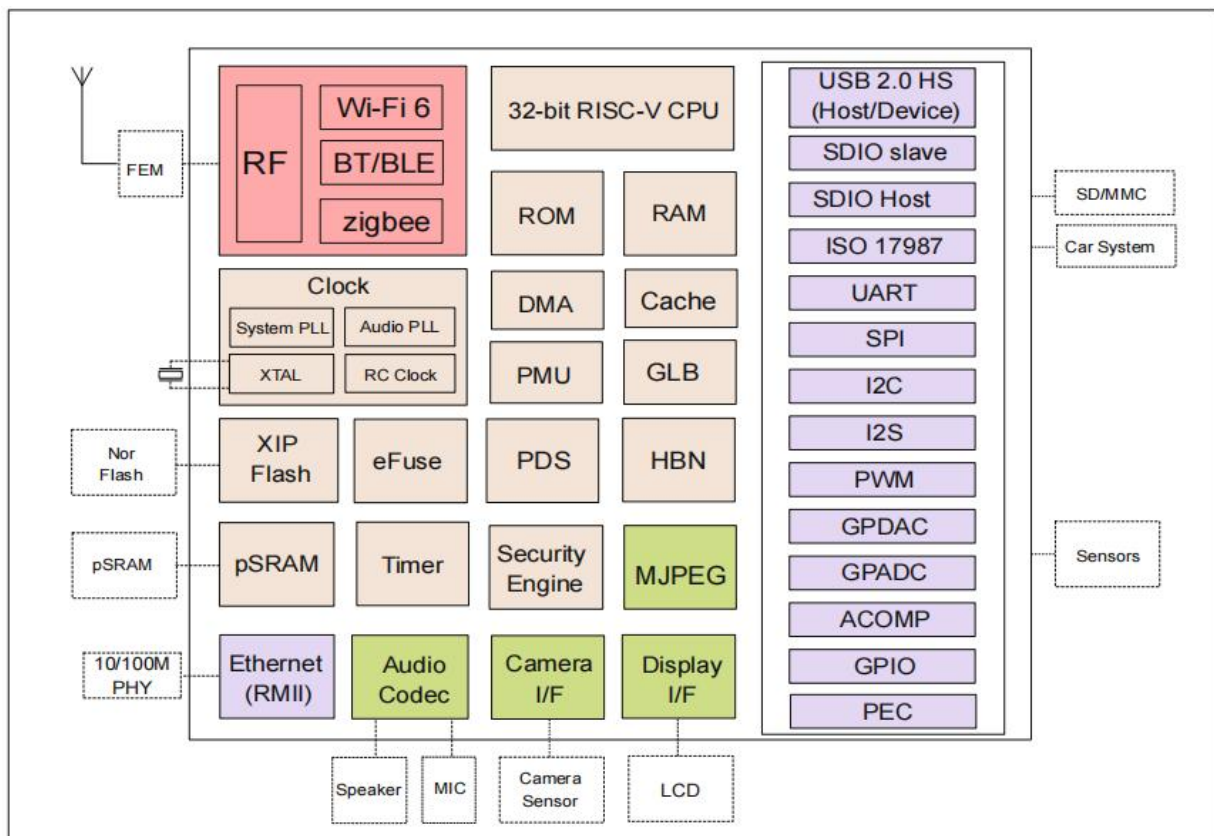 FEM
RF
Wi-Fi 6
BT/BLE
zigbee
32-bit RISC-V CPU
ROM
RAM
Clock
System PLL
Audio PLL
XTAL
RC Clock
DMA
Cache
PMU
GLB
Nor
Flash
XIP
Flash
eFuse
PDS
HBN
pSRAM
pSRAM
Timer
Security
Engine
MJPEG
10/100M
PHY
Ethernet
(RMII)
Audio
Codec
Camera
I/F
Display
I/F
Speaker
MIC
Camera
Sensor
LCD
USB 2.0 HS
(Host/Device)
SDIO slave
SDIO Host
ISO 17987
UART
SPI
I2C
I2S
PWM
GPDAC
GPADC
ACOMP
GPIO
PEC
SD/MMC
Car System
Sensors